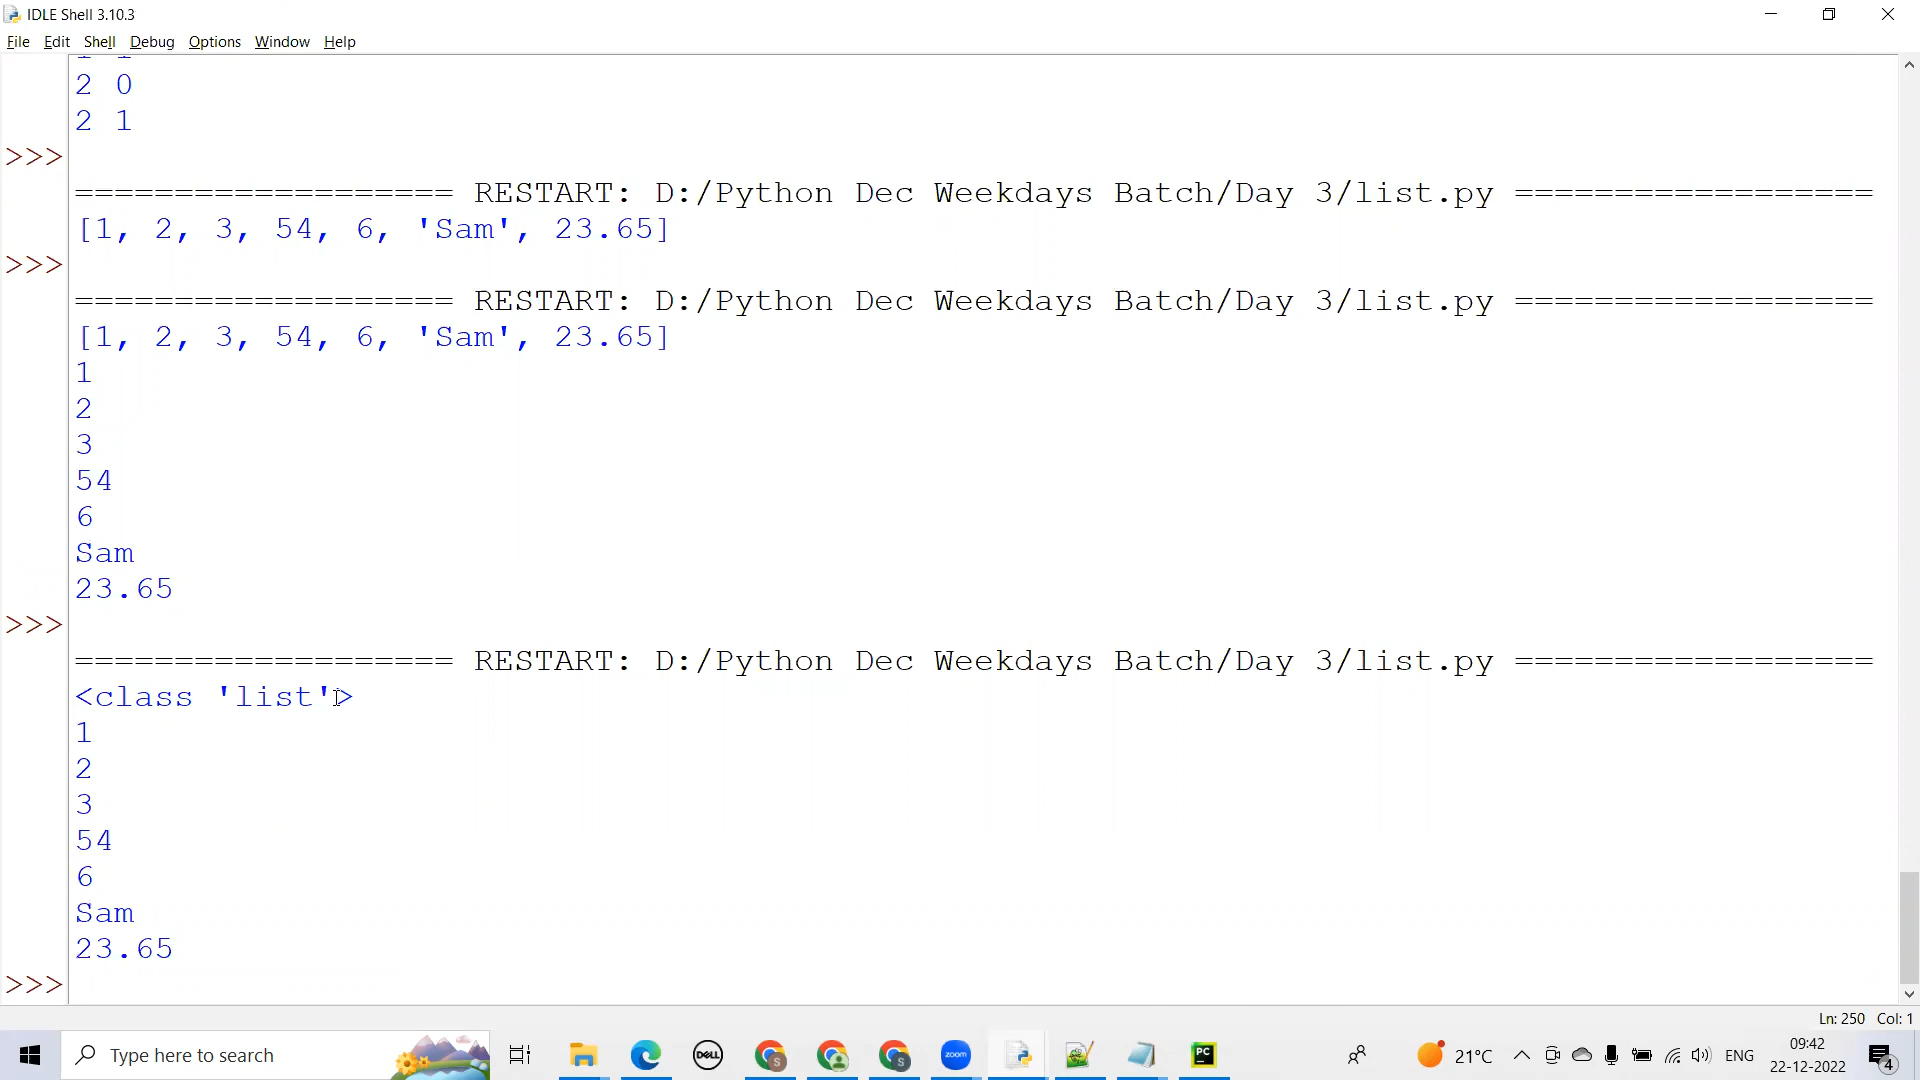 IDLE Shell 3.10.3
File Edit Shell Debug Options Window Help
2 0
2 1
>>>
=================== RESTART: D:/Python Dec Weekdays Batch/Day 3/list.py ==================
[1, 2, 3, 54, 6, 'Sam', 23.65]
>>>
=================== RESTART: D:/Python Dec Weekdays Batch/Day 3/list.py ==================
[1, 2, 3, 54, 6, 'Sam', 23.65]
1
2
3
54
6
Sam
23.65
>>>
=================== RESTART: D:/Python Dec Weekdays Batch/Day 3/list.py ==================
<class 'list'>
1
2
3
54
6
Sam
23.65
>>>
Ln: 250 Col: 1
Type here to search
DELL
S
S
zoom
PC
21°C
ENG
09:42
22-12-2022
4